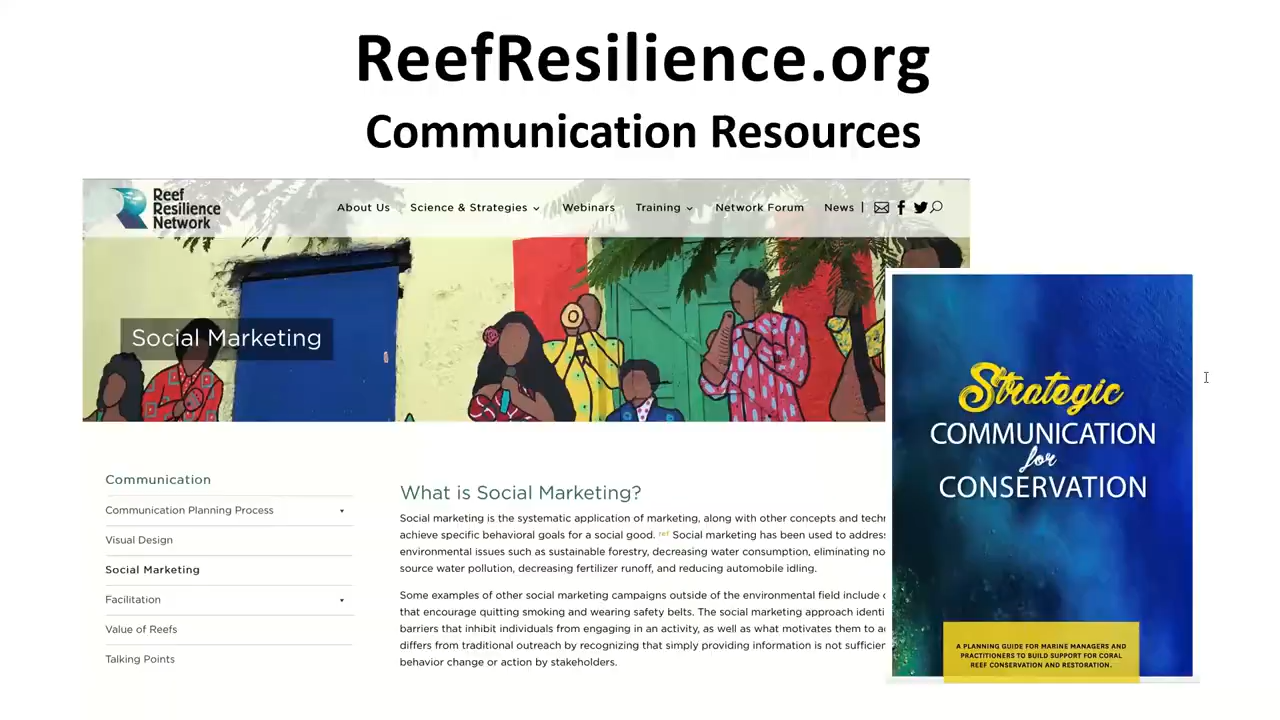 ReefResilience.org
Communication Resources
Reef
Resilience
Network
About Us Science & Strategies Webinars Training Network Forum News
Social Marketing
Communication
Communication Planning Process
Visual Design
Social Marketing
Facilitation
Value of Reefs
Talking Points
What is Social Marketing?
Social marketing is the systematic application of marketing, along with other concepts and
achieve specific behavioral goals for a social good. ref Social marketing has been used to
environmental issues such as sustainable forestry, decreasing water consumption, eliminating
source water pollution, decreasing fertilizer runoff, and reducing automobile idling.
Some examples of other social marketing campaigns outside of the environmental field include
that encourage quitting smoking and wearing safety belts. The social marketing approach
barriers that inhibit individuals from engaging in an activity, as well as what motivates them to
differs from traditional outreach by recognizing that simply providing information is not
behavior change or action by stakeholders.
Strategic
COMMUNICATION
for
CONSERVATION
A PLANNING GUIDE FOR MARINE MANAGERS AND
PRACTITIONERS TO BUILD SUPPORT FOR CORAL
REEF CONSERVATION AND RESTORATION.